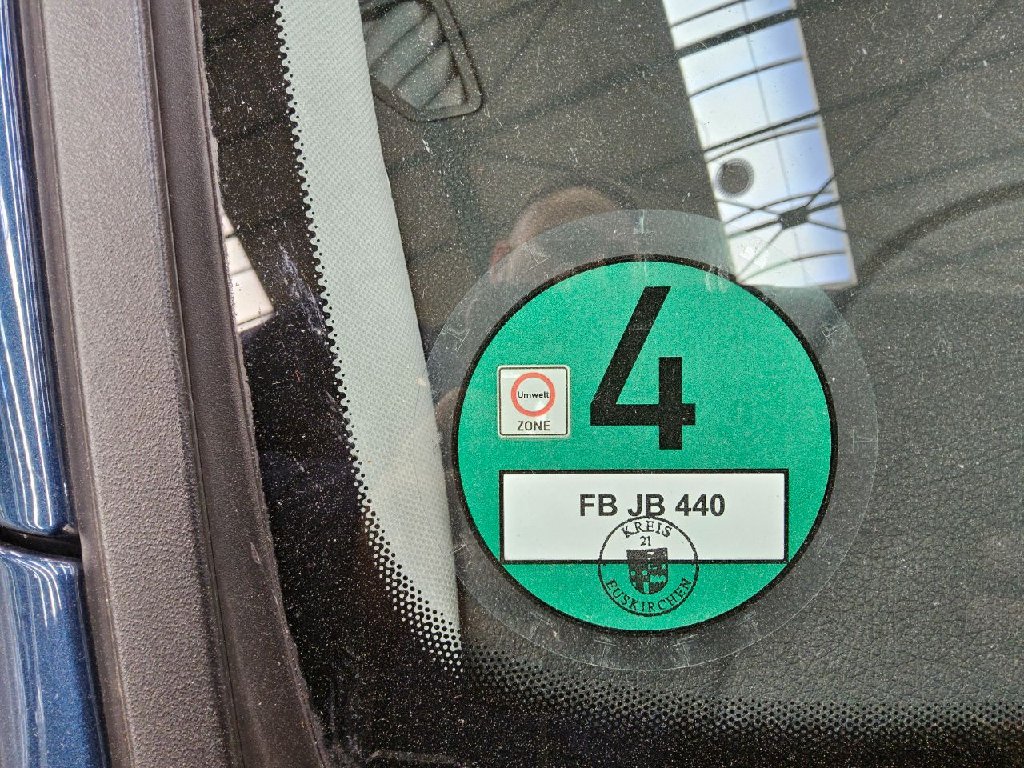 4
Umwelt
ZONE
FB JB 440
KREIS
21
EUSKIRCHEN